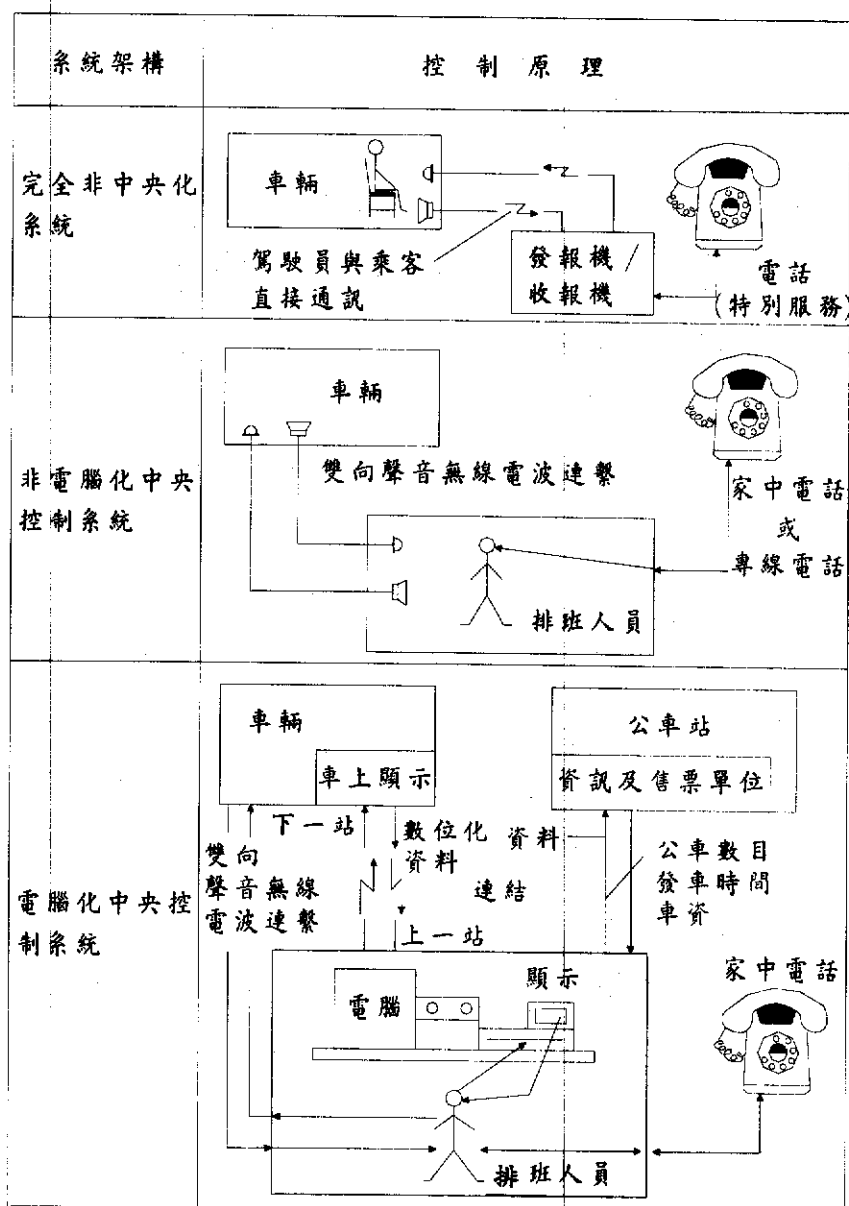 系統架構
控制原理
完全非中央化
系統
車輛
駕駛員與乘客
直接通訊
發報機/
收報機
電話
(特別服務)
非電腦化中央
控制系統
車輛
雙向聲音無線電波連繫
排班人員
家中電話
或
專線電話
電腦化中央控
制系統
車輛
車上顯示
公車站
資訊及售票單位
下一站
雙向
聲音無線
電波連繫
數位化 資料
資料
連結
上一站
公車數目
發車時間
車資
家中電話
電腦
顯示
排班人員